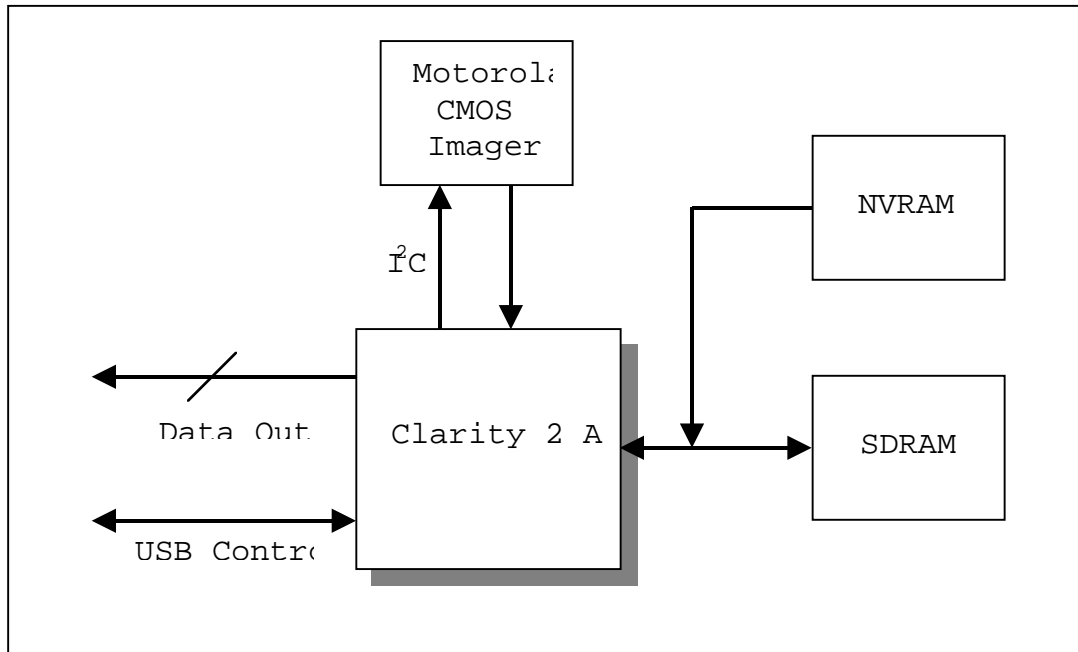 Motorola
CMOS
Imager
NVRAM
I²C
Data Out
Clarity 2 A
SDRAM
USB Contro